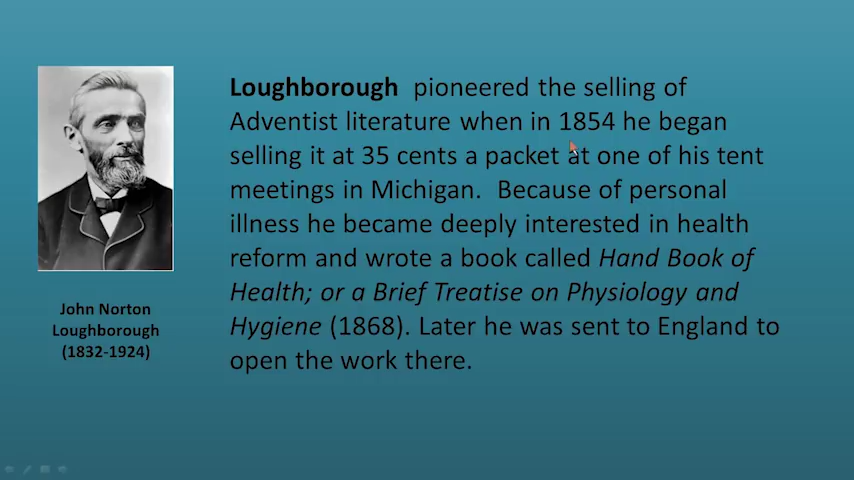 Loughborough pioneered the selling of
Adventist literature when in 1854 he began
selling it at 35 cents a packet at one of his tent
meetings in Michigan. Because of personal
illness he became deeply interested in health
reform and wrote a book called Hand Book of
Health; or a Brief Treatise on Physiology and
Hygiene (1868). Later he was sent to England to
open the work there.
John Norton
Loughborough
(1832-1924)